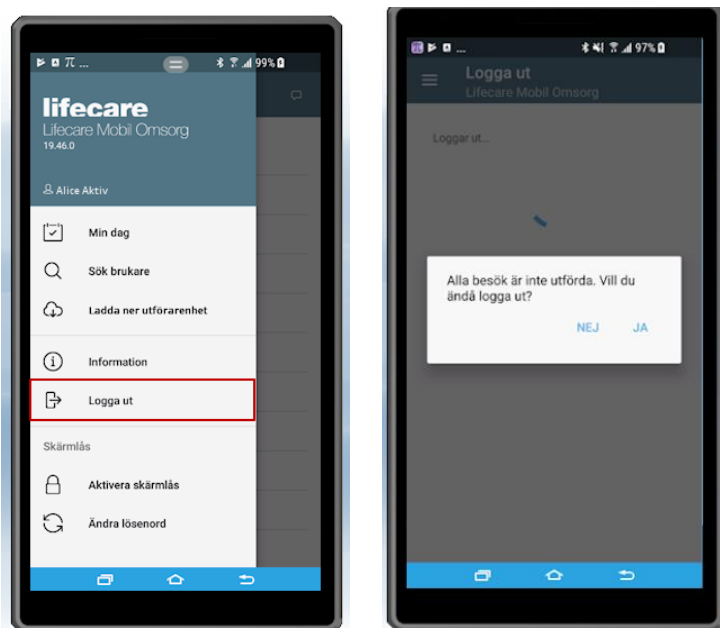 π ... 99%
lifecare
Lifecare Mobil Omsorg
19.46.0
Alice Aktiv
Min dag
Sök brukare
Ladda ner utförarenhet
Information
Logga ut
Skärmlås
Aktivera skärmlås
Ändra lösenord
... 97%
Logga ut
Lifecare Mobil Omsorg
Loggar ut...
Alla besök är inte utförda. Vill du
ändå logga ut?
NEJ JA